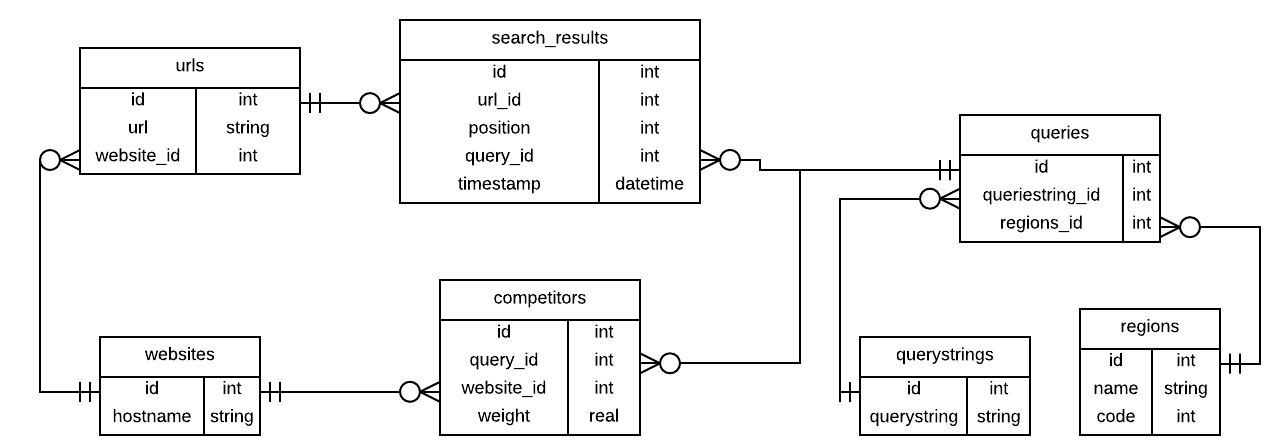 urls
id int
url string
website_id int
search_results
id int
url_id int
position int
query_id int
timestamp datetime
queries
id int
queriestring_id int
regions_id int
websites
id int
hostname string
competitors
id int
query_id int
website_id int
weight real
querystrings
id int
querystring string
regions
id int
name string
code int